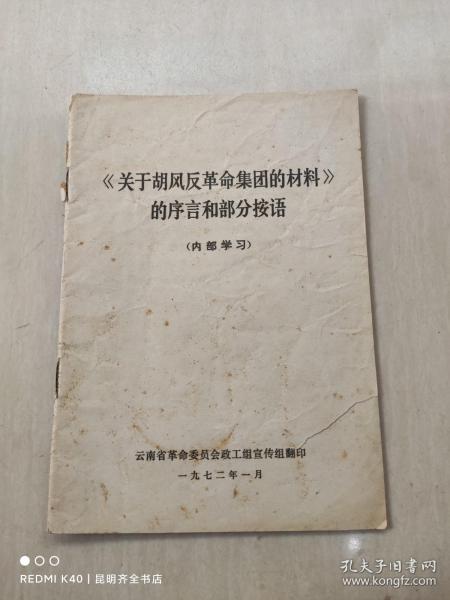 《关于胡风反革命集团的材料》
的序言和部分按语
(内部学习)
云南省革命委员会政工组宣传组翻印
一九七二年一月
REDMI K40 | 昆明齐全书店
孔夫子旧书网
www.kongfz.com